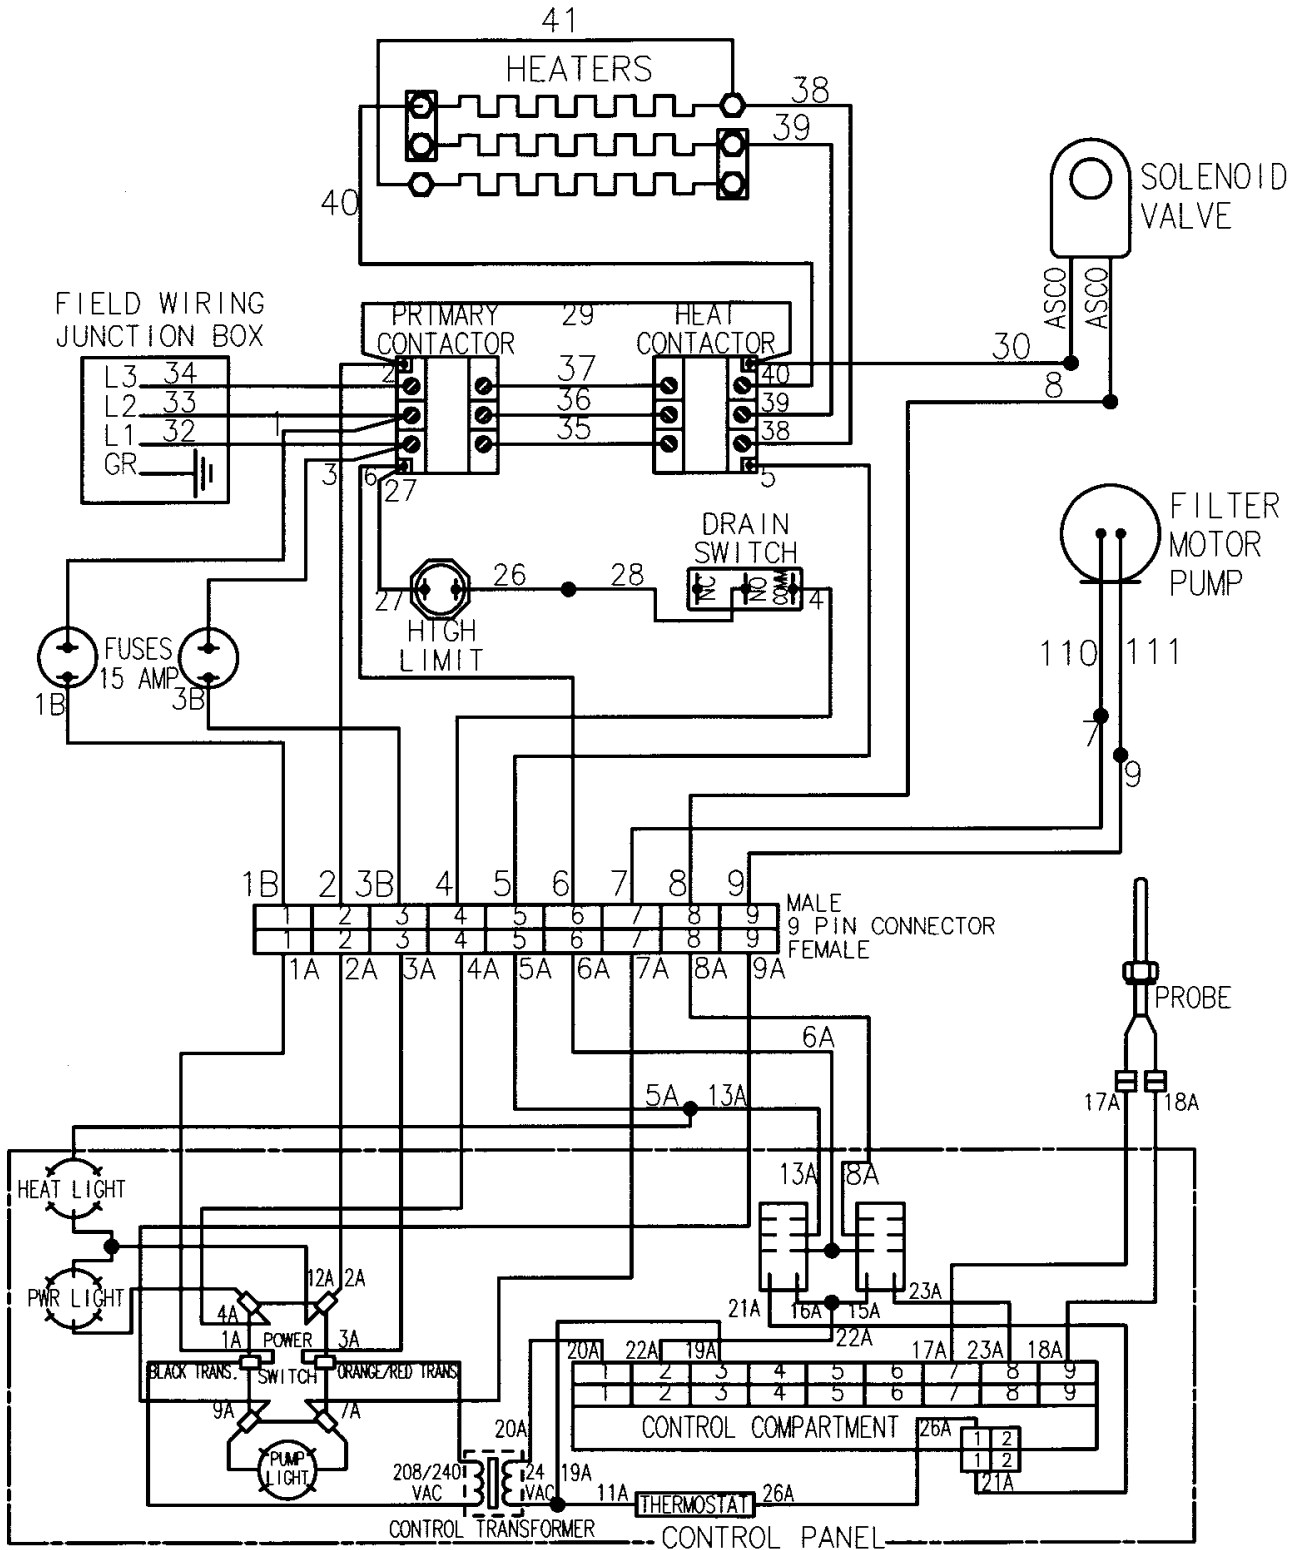 41
HEATERS
38
39
40
SOLENOID
VALVE
ASCO
ASCO
FIELD WIRING
JUNCTION BOX
PRIMARY
CONTACTOR
29
HEAT
CONTACTOR
30
8
L3 34
L2 33
L1 32
GR
1
3
2
6
27
37
36
35
40
39
38
5
DRAIN
SWITCH
NC
NO
COMM
4
26
28
27
HIGH
LIMIT
FILTER
MOTOR
PUMP
110
111
7
9
FUSES
15 AMP
1B
3B
1B 2 3B 4 5 6 7 8 9
MALE
9 PIN CONNECTOR
FEMALE
1 2 3 4 5 6 7 8 9
1 2 3 4 5 6 7 8 9
1A 2A 3A 4A 5A 6A 7A 8A 9A
PROBE
17A 18A
6A
5A 13A
13A 8A
HEAT LIGHT
PWR LIGHT
12A 2A
4A
1A
POWER
SWITCH
3A
BLACK TRANS.
ORANGE/RED TRANS
9A
7A
PUMP
LIGHT
21A 16A 15A 23A
22A
20A 22A 19A 17A 23A 18A
1 2 3 4 5 6 7 8 9
1 2 3 4 5 6 7 8 9
CONTROL COMPARTMENT
26A
1 2
1 2
21A
20A
208/240
VAC
24
VAC
19A
11A
THERMOSTAT
26A
CONTROL TRANSFORMER
CONTROL PANEL